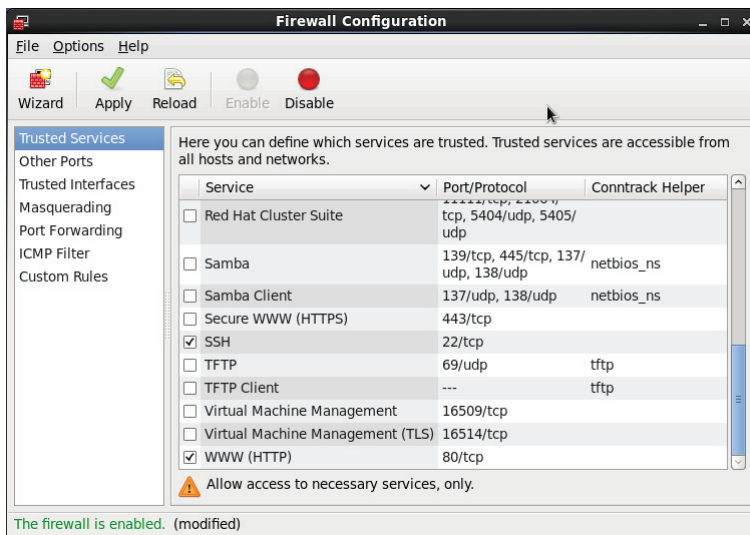 Firewall Configuration
File Options Help
Wizard Apply Reload Enable Disable
Trusted Services
Other Ports
Trusted Interfaces
Masquerading
Port Forwarding
ICMP Filter
Custom Rules
Here you can define which services are trusted. Trusted services are accessible from
all hosts and networks.
Service Port/Protocol Conntrack Helper
Red Hat Cluster Suite
tcp, 5404/udp, 5405/
udp
Samba 139/tcp, 445/tcp, 137/
udp, 138/udp netbios_ns
Samba Client 137/udp, 138/udp netbios_ns
Secure WWW (HTTPS) 443/tcp
SSH 22/tcp
TFTP 69/udp tftp
TFTP Client --- tftp
Virtual Machine Management 16509/tcp
Virtual Machine Management (TLS) 16514/tcp
WWW (HTTP) 80/tcp
Allow access to necessary services, only.
The firewall is enabled. (modified)